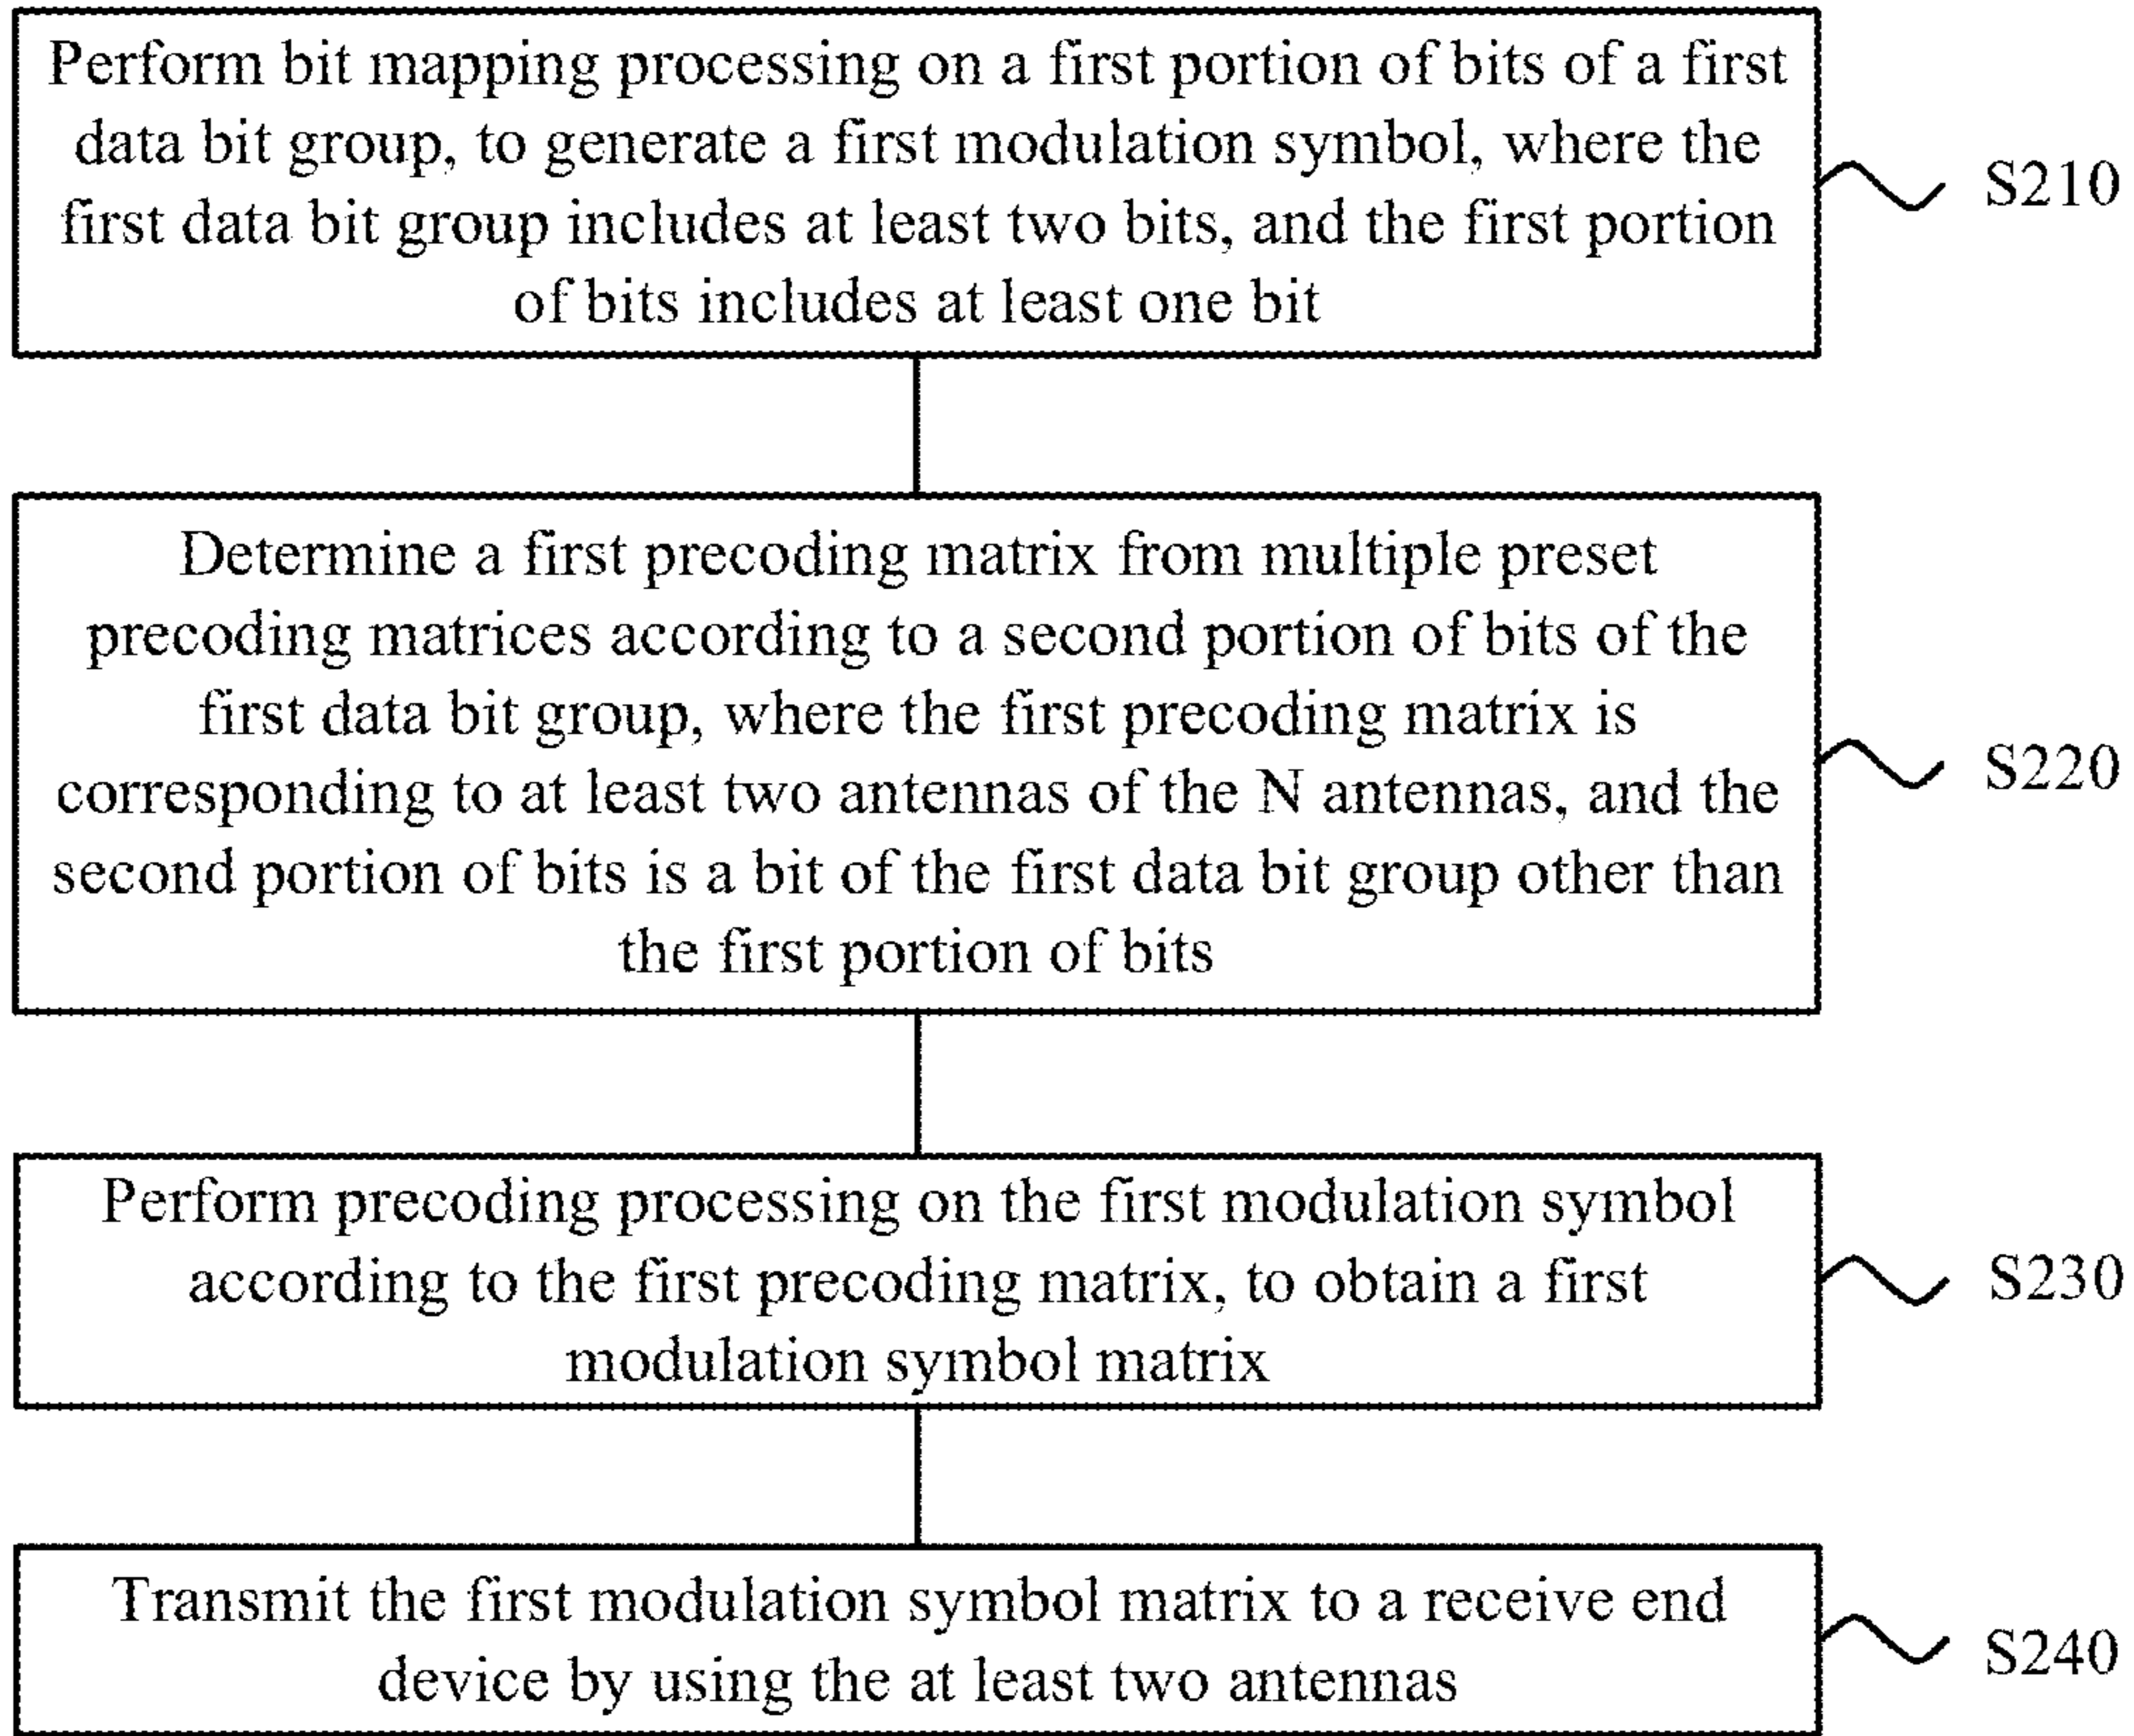 Perform bit mapping processing on a first portion of bits of a first
data bit group, to generate a first modulation symbol, where the
first data bit group includes at least two bits, and the first portion
of bits includes at least one bit
S210
Determine a first precoding matrix from multiple preset
precoding matrices according to a second portion of bits of the
first data bit group, where the first precoding matrix is
corresponding to at least two antennas of the N antennas, and the
second portion of bits is a bit of the first data bit group other than
the first portion of bits
S220
Perform precoding processing on the first modulation symbol
according to the first precoding matrix, to obtain a first
modulation symbol matrix
S230
Transmit the first modulation symbol matrix to a receive end
device by using the at least two antennas
S240